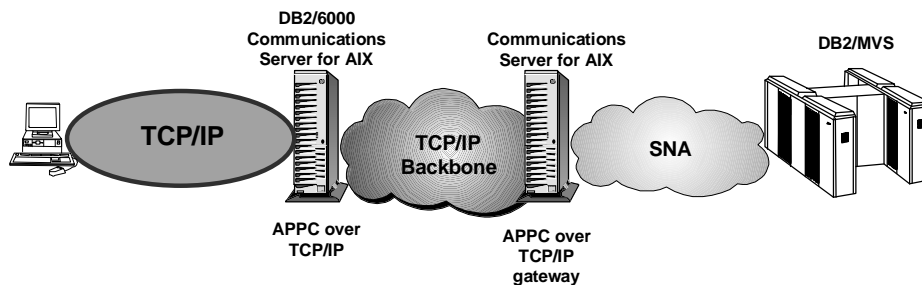 DB2/6000
Communications
Server for AIX
Communications
Server for AIX
DB2/MVS
TCP/IP
TCP/IP
Backbone
SNA
APPC over
TCP/IP
APPC over
TCP/IP
gateway